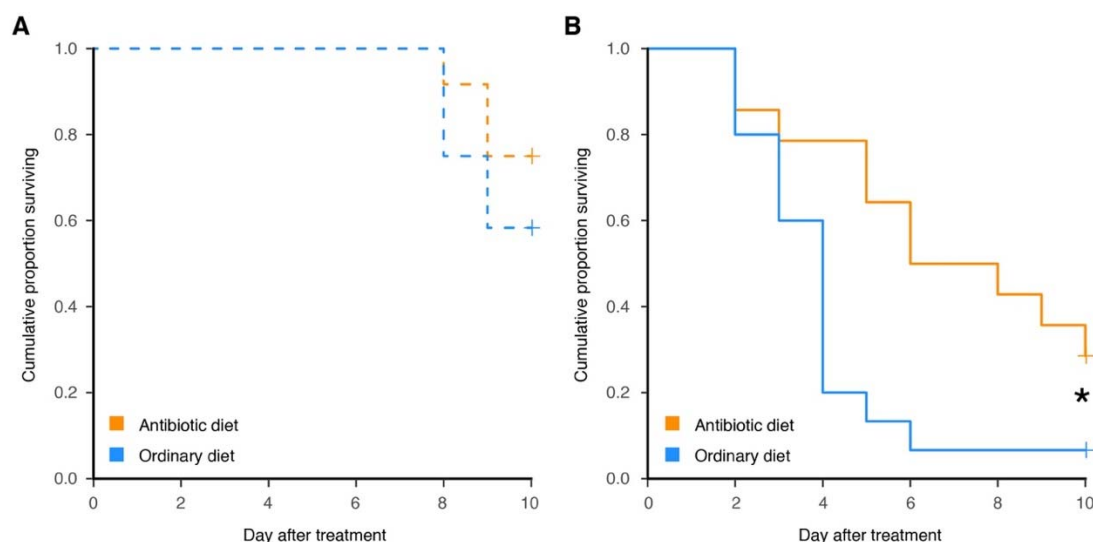 A
1.0
0.8
0.6
0.4
0.2
0.0
Cumulative proportion surviving
Antibiotic diet
Ordinary diet
0 2 4 6 8 10
Day after treatment
B
1.0
0.8
0.6
0.4
0.2
0.0
Cumulative proportion surviving
*
Antibiotic diet
Ordinary diet
0 2 4 6 8 10
Day after treatment